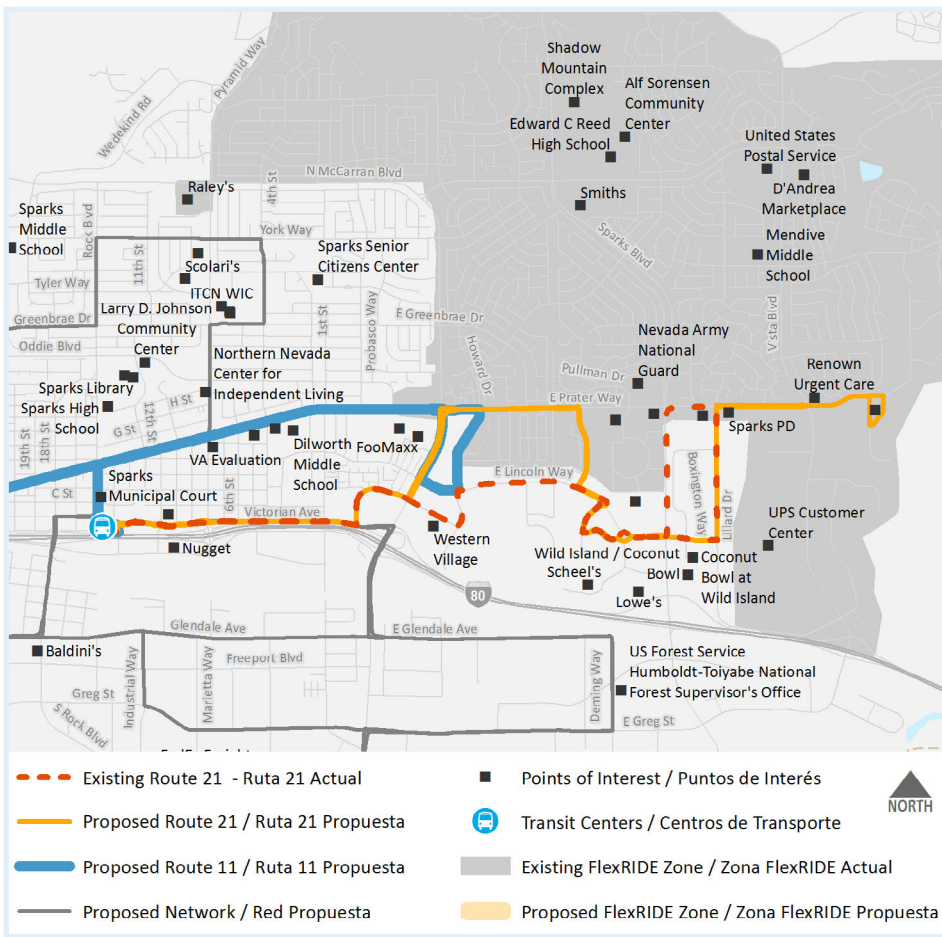 Shadow
Mountain
Complex
Alf Sorensen
Community
Center
Edward C Reed
High School
Pyramid Way
Wedekind Rd
United States
Postal Service
D'Andrea
Marketplace
N McCarran Blvd
4th St
Raley's
Smiths
Sparks
Middle
School
Rock Blvd
York Way
Sparks Blvd
Mendive
Middle
School
11th St
Scolari's
Sparks Senior
Citizens Center
Tyler Way
ITCN WIC
Larry D. Johnson
Community
Center
Greenbrae Dr
E Greenbrae Dr
1st St
Probasco Way
Oddie Blvd
Howard Dr
Nevada Army
National
Guard
V sta Blvd
Northern Nevada
Center for
Independent Living
Pullman Dr
Renown
Urgent Care
Sparks Library
Sparks High
School
H St
12th St
G St
E Prater Way
Sparks PD
19th St
18th St
VA Evaluation
Dilworth
Middle
School
FooMaxx
E Lincoln Way
Boxington Way
Lillard Dr
C St
Sparks
Municipal Court
6th St
Victorian Ave
Nugget
Western
Village
UPS Customer
Center
Wild Island / Coconut
Bowl
Scheel's
Coconut
Bowl at
Wild Island
80
Lowe's
Glendale Ave
E Glendale Ave
Baldini's
Industrial Way
Marietta Way
Freeport Blvd
Deming Way
US Forest Service
Humboldt-Toiyabe National
Forest Supervisor's Office
Greg St
S Rock Blvd
E Greg St
Existing Route 21 - Ruta 21 Actual
Points of Interest / Puntos de Interés
NORTH
Proposed Route 21 / Ruta 21 Propuesta
Transit Centers / Centros de Transporte
Proposed Route 11 / Ruta 11 Propuesta
Existing FlexRIDE Zone / Zona FlexRIDE Actual
Proposed Network / Red Propuesta
Proposed FlexRIDE Zone / Zona FlexRIDE Propuesta